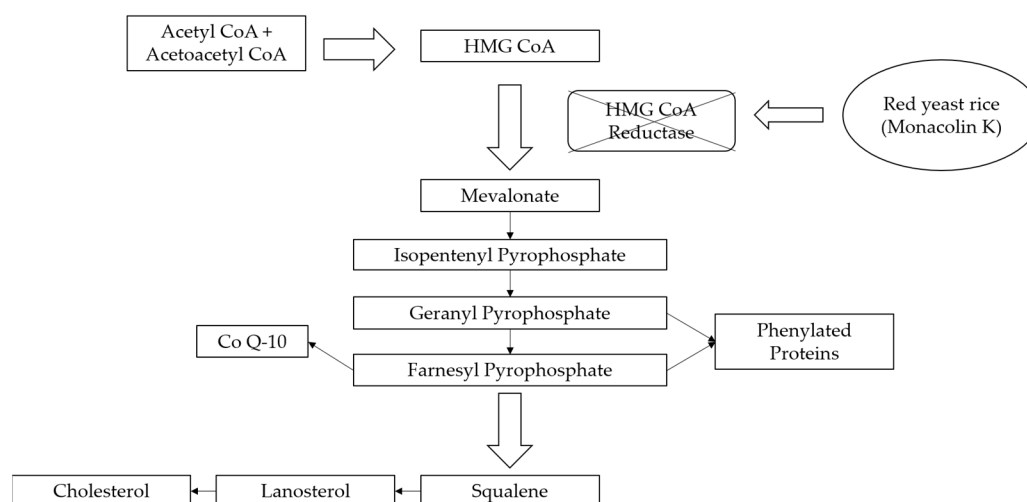 Acetyl CoA +
Acetoacetyl CoA
HMG CoA
HMG CoA
Reductase
Red yeast rice
(Monacolin K)
Mevalonate
Isopentenyl Pyrophosphate
Geranyl Pyrophosphate
Co Q-10
Phenylated
Proteins
Farnesyl Pyrophosphate
Cholesterol
Lanosterol
Squalene